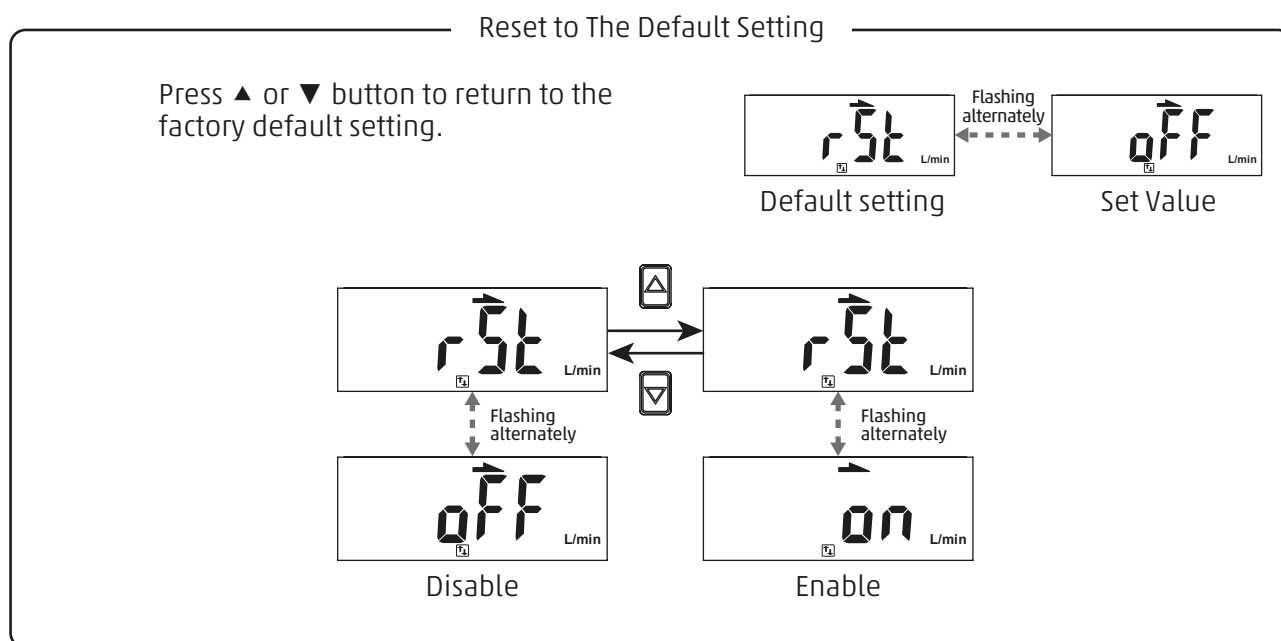 Reset to The Default Setting
Press ▲ or ▼ button to return to the
factory default setting.
rSt L/min
Flashing
alternately
oFF L/min
Default setting
Set Value
rSt L/min
rSt L/min
Flashing
alternately
Flashing
alternately
oFF L/min
on L/min
Disable
Enable